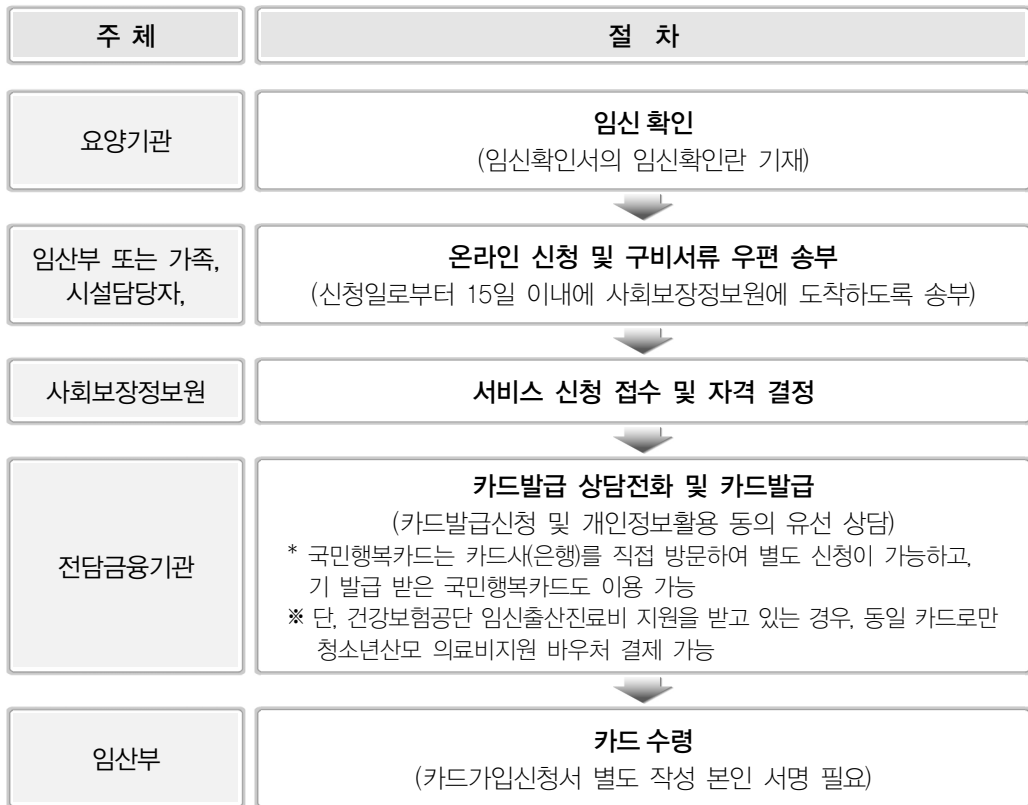 주 체
절 차
요양기관
임신 확인
(임신확인서의 임신확인란 기재)
임산부 또는 가족,
시설담당자,
온라인 신청 및 구비서류 우편 송부
(신청일로부터 15일 이내에 사회보장정보원에 도착하도록 송부)
사회보장정보원
서비스 신청 접수 및 자격 결정
전담금융기관
카드발급 상담전화 및 카드발급
(카드발급신청 및 개인정보활용 동의 유선 상담)
* 국민행복카드는 카드사(은행)를 직접 방문하여 별도 신청이 가능하고,
기 발급 받은 국민행복카드도 이용 가능
※ 단, 건강보험공단 임신출산진료비 지원을 받고 있는 경우, 동일 카드로만
청소년산모 의료비지원 바우처 결제 가능
임산부
카드 수령
(카드가입신청서 별도 작성 본인 서명 필요)